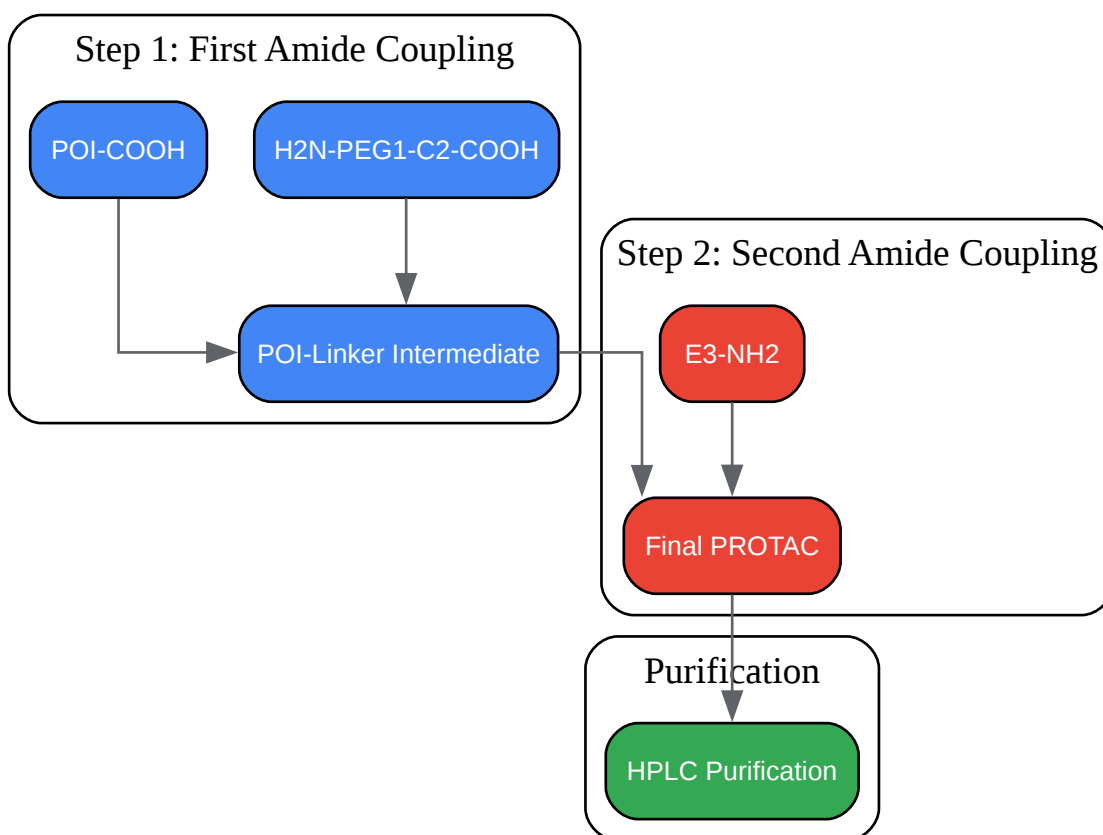 Step 1: First Amide Coupling
POI-COOH
H2N-PEG1-C2-COOH
POI-Linker Intermediate
Step 2: Second Amide Coupling
E3-NH2
Final PROTAC
Purification
HPLC Purification